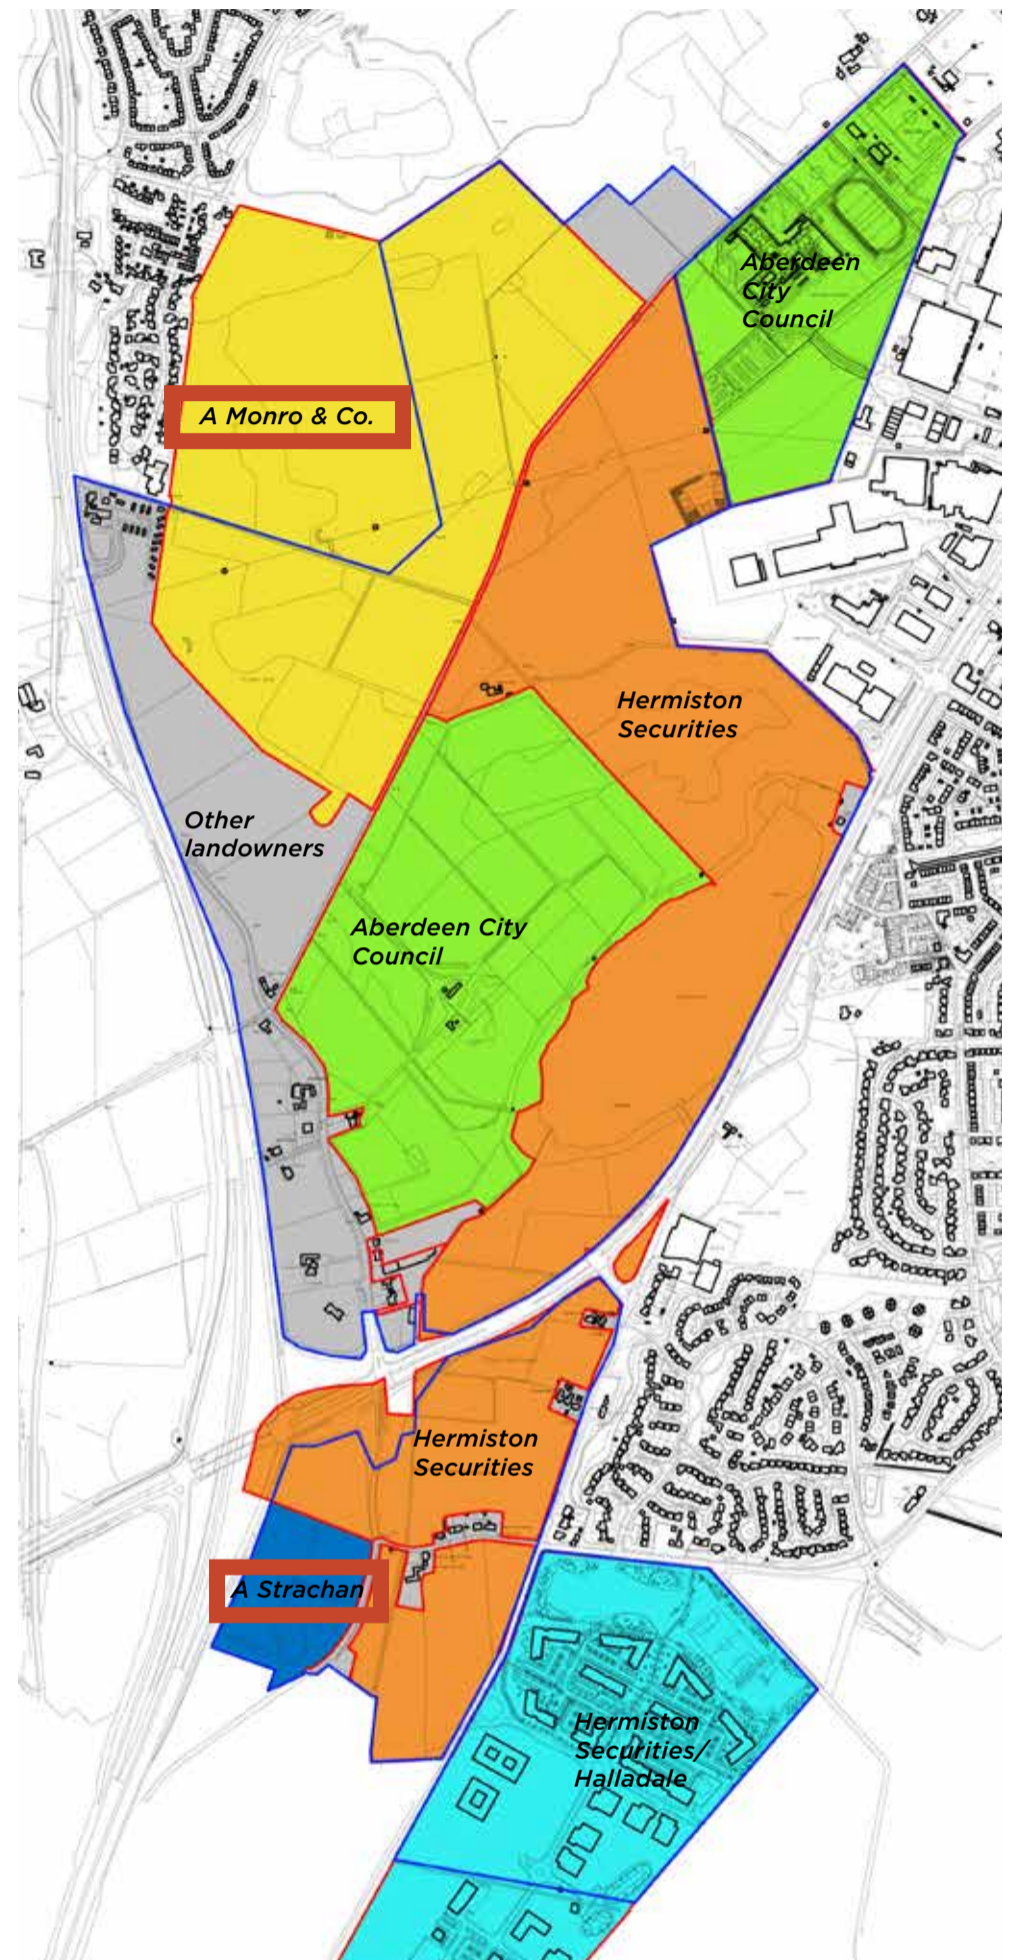 Aberdeen
City
Council
A Monro & Co.
Hermiston
Securities
Other
landowners
Aberdeen City
Council
Hermiston
Securities
A Strachan
Hermiston
Securities/
Halladale